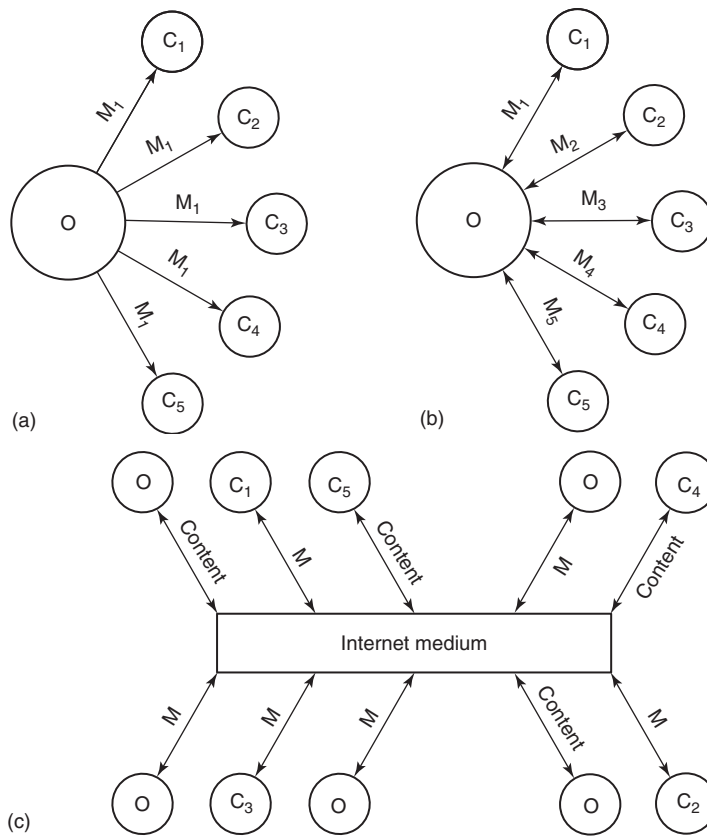 C₁
M₁
C₂
M₁
O
M₁
C₃
M₁
C₄
M₁
C₅
(a)
C₁
M₁
C₂
M₂
O
M₃
C₃
M₄
C₄
M₅
C₅
(b)
O
C₁
C₅
O
C₄
Content
M
Content
M
Content
Internet medium
M
M
M
Content
M
O
C₃
O
O
C₂
(c)